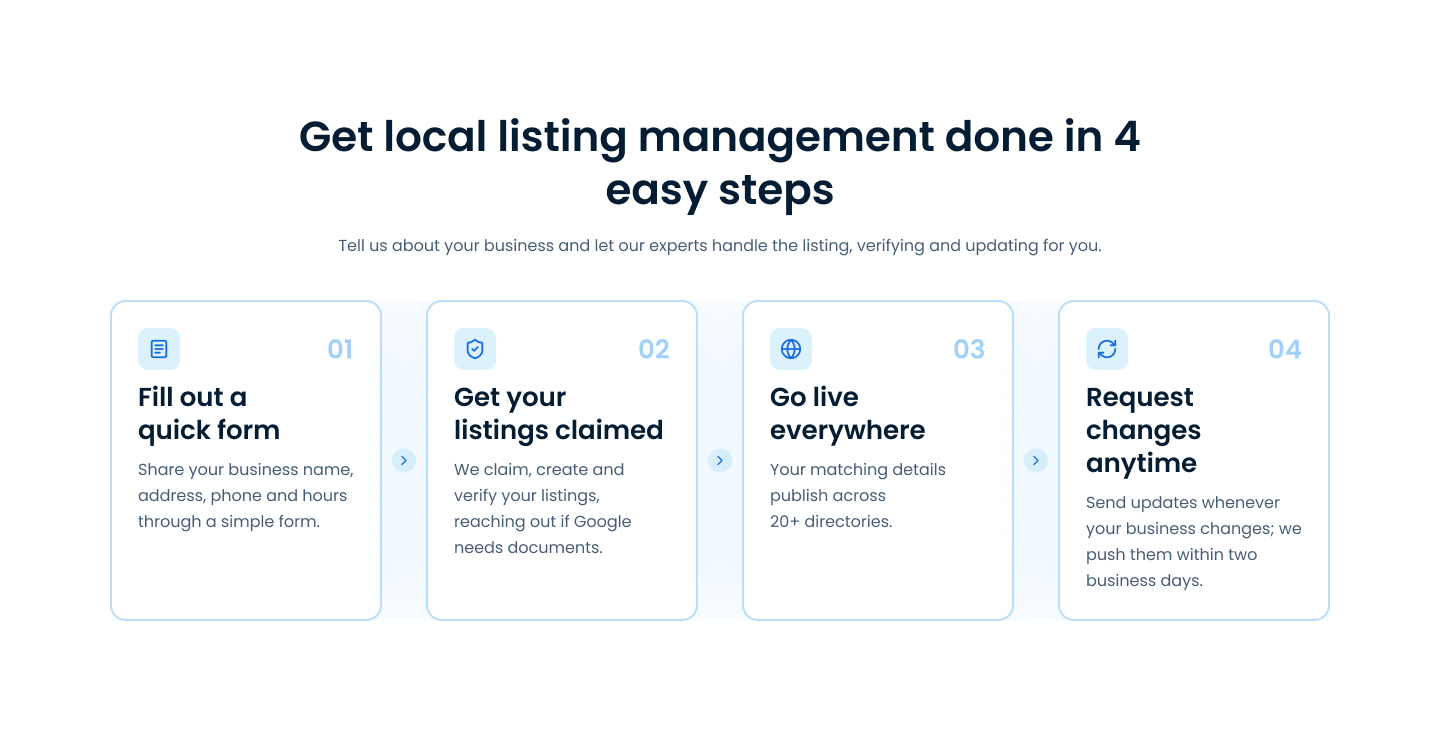 Get local listing management done in 4
easy steps
Tell us about your business and let our experts handle the listing, verifying and updating for you.
01
Fill out a
quick form
Share your business name,
address, phone and hours
through a simple form.
02
Get your
listings claimed
We claim, create and
verify your listings,
reaching out if Google
needs documents.
03
Go live
everywhere
Your matching details
publish across
20+ directories.
04
Request
changes
anytime
Send updates whenever
your business changes; we
push them within two
business days.